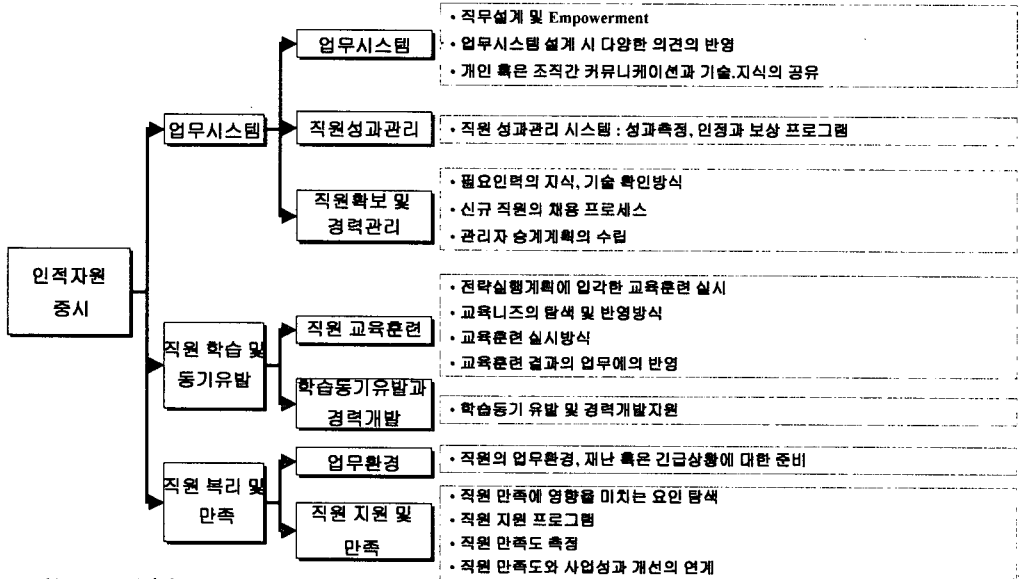 인적자원
중시
업무시스템
업무시스템
• 직무설계 및 Empowerment
• 업무시스템 설계 시 다양한 의견의 반영
• 개인 혹은 조직간 커뮤니케이션과 기술.지식의 공유
직원성과관리
• 직원 성과관리 시스템 : 성과측정, 인정과 보상 프로그램
직원확보 및
경력관리
• 필요인력의 지식, 기술 확인방식
• 신규 직원의 채용 프로세스
• 관리자 승계계획의 수립
직원 학습 및
동기유발
직원 교육훈련
• 전략실행계획에 입각한 교육훈련 실시
• 교육니즈의 탐색 및 반영방식
• 교육훈련 실시방식
• 교육훈련 결과의 업무에의 반영
학습동기유발과
경력개발
• 학습동기 유발 및 경력개발지원
직원 복리 및
만족
업무환경
• 직원의 업무환경, 재난 혹은 긴급상황에 대한 준비
직원 지원 및
만족
• 직원 만족에 영향을 미치는 요인 탐색
• 직원 지원 프로그램
• 직원 만족도 측정
• 직원 만족도와 사업성과 개선의 연계